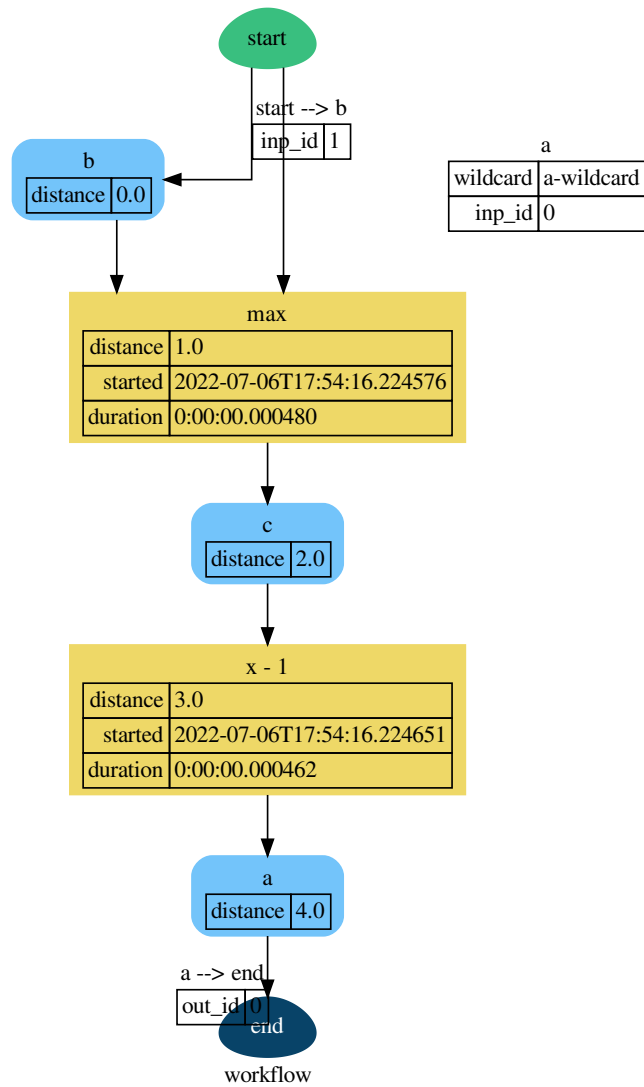 start
start --> b
inp_id 1
b
distance 0.0
a
wildcard a-wildcard
inp_id 0
max
distance 1.0
started 2022-07-06T17:54:16.224576
duration 0:00:00.000480
c
distance 2.0
x - 1
distance 3.0
started 2022-07-06T17:54:16.224651
duration 0:00:00.000462
a
distance 4.0
a --> end
out_id 0
end
workflow